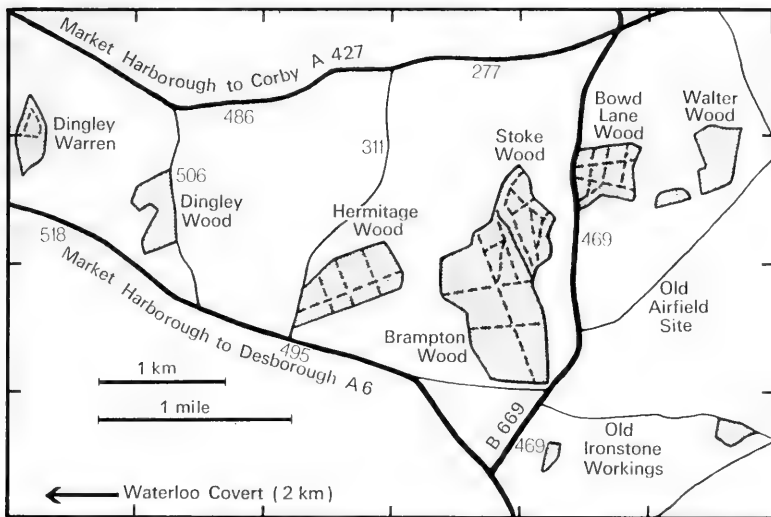 Market Harborough to Corby A 427
277
486
Dingley
Warren
506
Dingley
Wood
311
Hermitage
Wood
Stoke
Wood
Bowd
Lane
Wood
Walter
Wood
518
Market Harborough to Desborough A 6
469
Old
Airfield
Site
Brampton
Wood
495
1 km
1 mile
B 669
469
Old
Ironstone
Workings
Waterloo Covert (2 km)